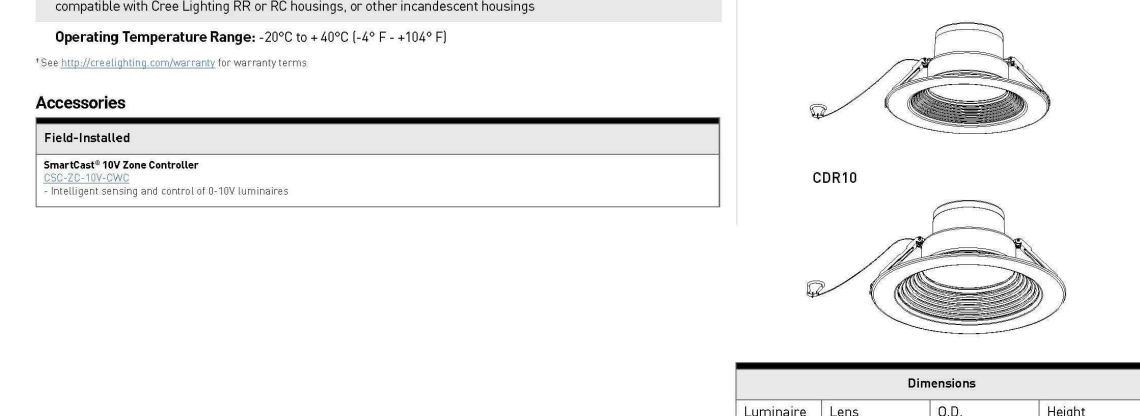 compatible with Cree Lighting RR or RC housings, or other incandescent housings
Operating Temperature Range: -20°C to + 40°C (-4° F - +104° F)
† See http://creelighting.com/warranty for warranty terms
Accessories
Field-Installed
SmartCast® 10V Zone Controller
CSC-ZC-10V-CWC
- Intelligent sensing and control of 0-10V luminaires
CDR10
Dimensions
Luminaire Lens O.D. Height